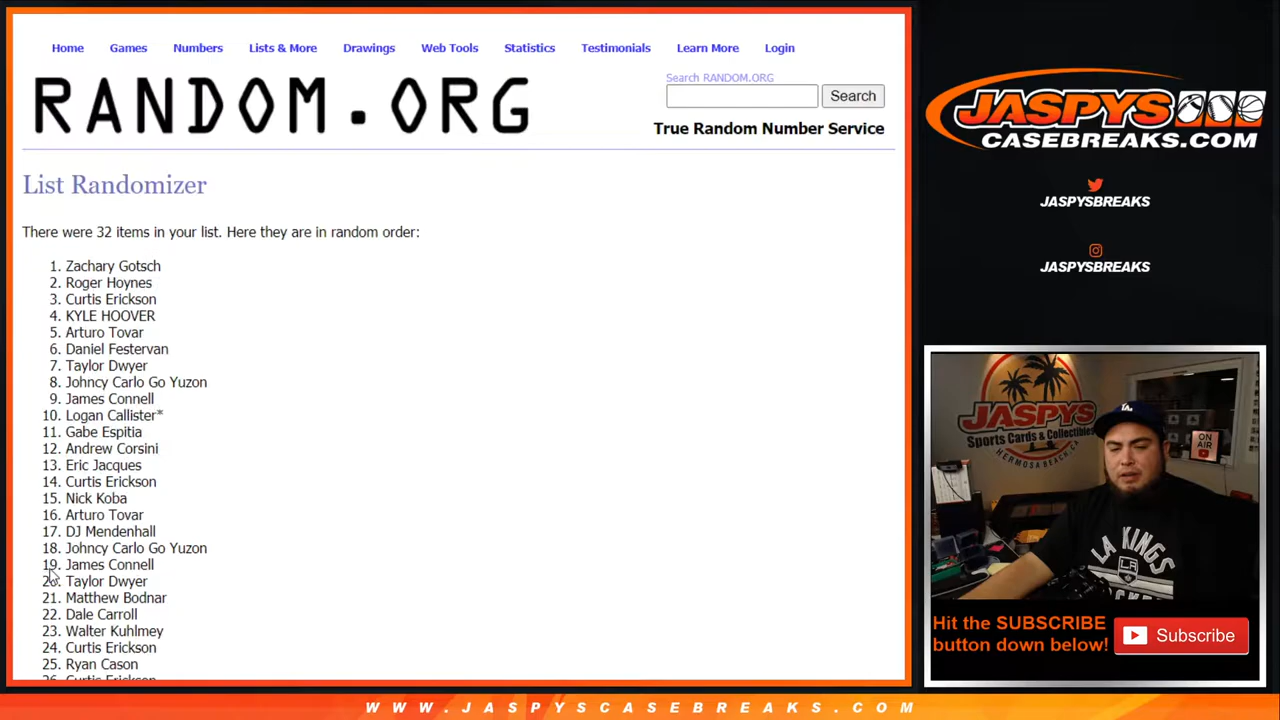 Home Games Numbers Lists & More Drawings Web Tools Statistics Testimonials Learn More Login
RANDOM.ORG
Search RANDOM.ORG
Search
True Random Number Service
List Randomizer
There were 32 items in your list. Here they are in random order:
1. Zachary Gotsch
2. Roger Hoynes
3. Curtis Erickson
4. KYLE HOOVER
5. Arturo Tovar
6. Daniel Festervan
7. Taylor Dwyer
8. Johncy Carlo Go Yuzon
9. James Connell
10. Logan Callister*
11. Gabe Espitia
12. Andrew Corsini
13. Eric Jacques
14. Curtis Erickson
15. Nick Koba
16. Arturo Tovar
17. DJ Mendenhall
18. Johncy Carlo Go Yuzon
19. James Connell
20. Taylor Dwyer
21. Matthew Bodnar
22. Dale Carroll
23. Walter Kuhlmey
24. Curtis Erickson
25. Ryan Cason
26. Curtis Erickson
JASPYS
CASEBREAKS.COM
JASPYSBREAKS
JASPYSBREAKS
JASPYS
Sports Cards & Collectibles
HERMOSA BEACH, CA
ON AIR
LA
LA KINGS
LA
Hit the SUBSCRIBE
button down below!
Subscribe
WWW.JASPYSCASEBREAKS.COM